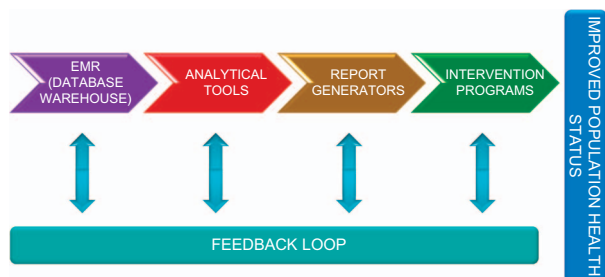 EMR
(DATABASE
WAREHOUSE)
ANALYTICAL
TOOLS
REPORT
GENERATORS
INTERVENTION
PROGRAMS
IMPROVED POPULATION HEALTH
STATUS
FEEDBACK LOOP